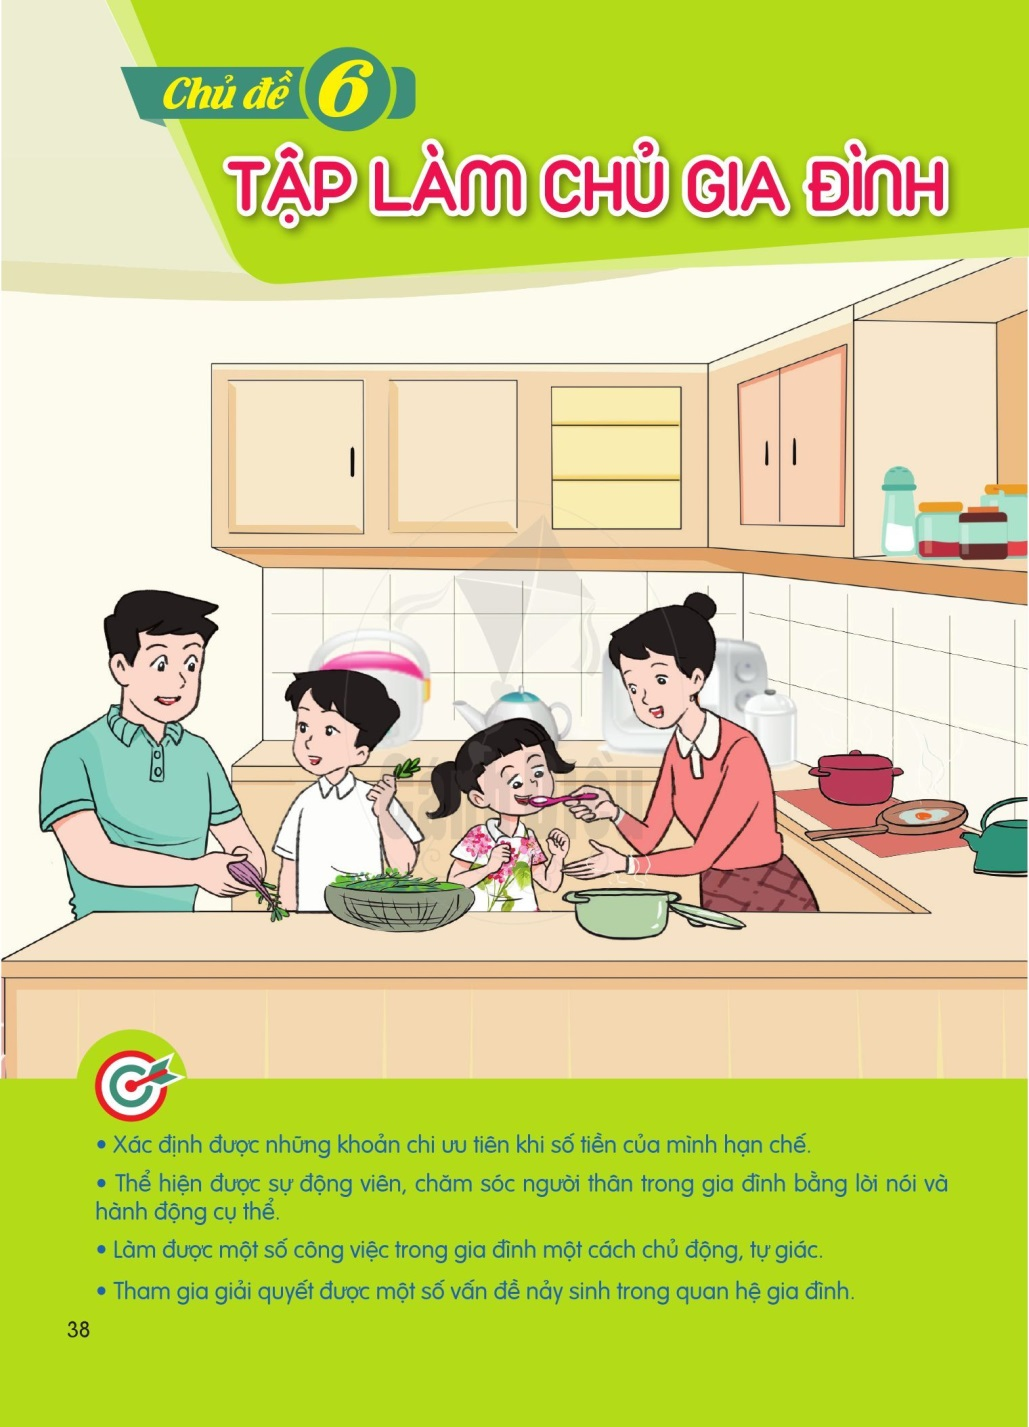 Chủ đề 6
TẬP LÀM CHỦ GIA ĐÌNH
Cánh Diều
• Xác định được những khoản chi ưu tiên khi số tiền của mình hạn chế.
• Thể hiện được sự động viên, chăm sóc người thân trong gia đình bằng lời nói và
hành động cụ thể.
• Làm được một số công việc trong gia đình một cách chủ động, tự giác.
• Tham gia giải quyết được một số vấn đề nảy sinh trong quan hệ gia đình.
38